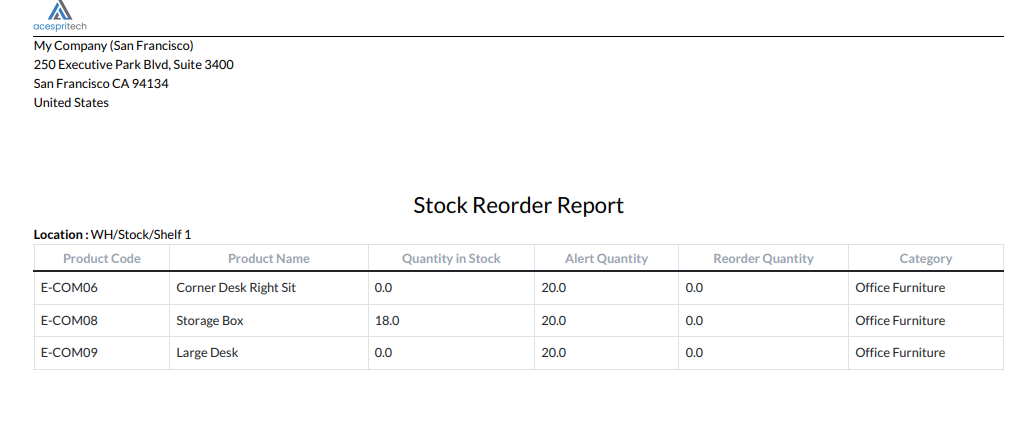 acespritech
My Company (San Francisco)
250 Executive Park Blvd, Suite 3400
San Francisco CA 94134
United States
Stock Reorder Report
Location : WH/Stock/Shelf 1
Product Code Product Name Quantity in Stock Alert Quantity Reorder Quantity Category
E-COM06 Corner Desk Right Sit 0.0 20.0 0.0 Office Furniture
E-COM08 Storage Box 18.0 20.0 0.0 Office Furniture
E-COM09 Large Desk 0.0 20.0 0.0 Office Furniture